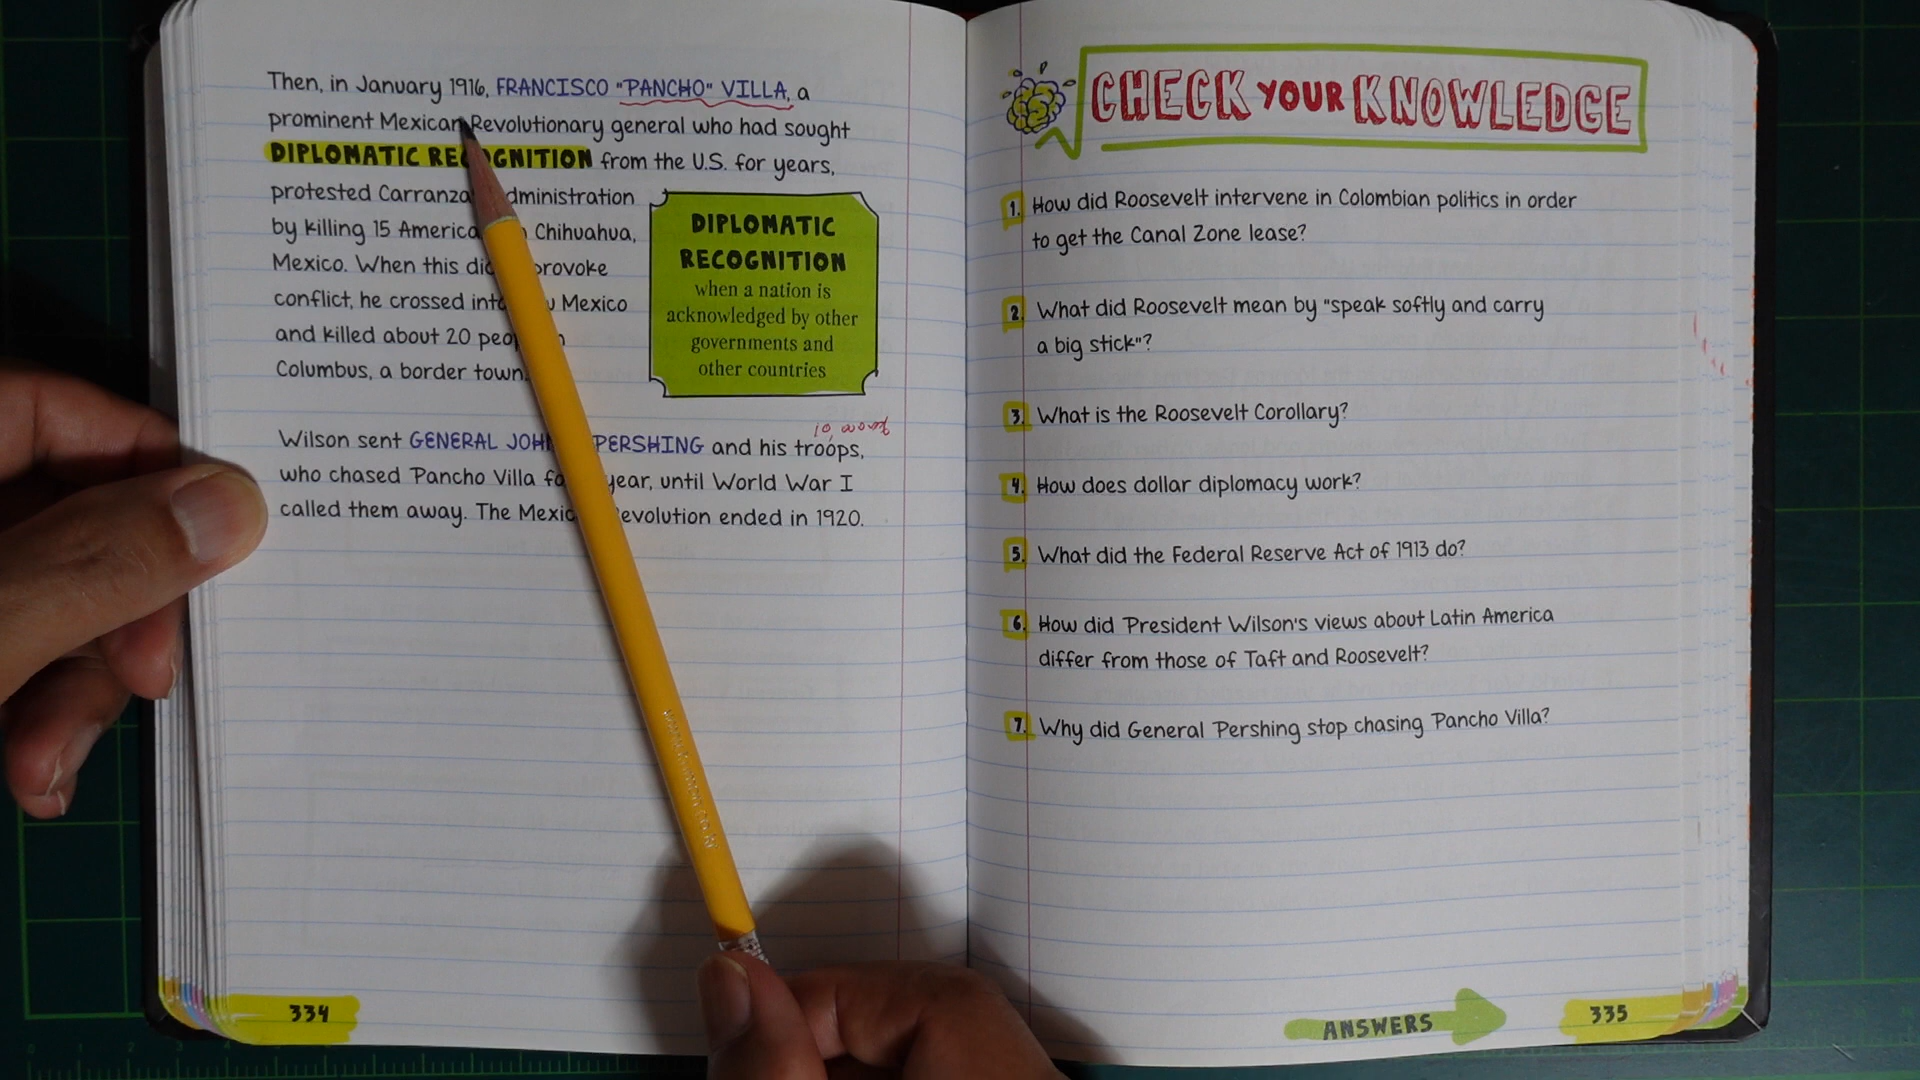 Then, in January 1916, FRANCISCO "PANCHO" VILLA, a
prominent Mexican Revolutionary general who had sought
DIPLOMATIC RECOGNITION from the U.S. for years,
protested Carranza dministration
by killing 15 America Chihuahua,
Mexico. When this did provoke
conflict, he crossed into Mexico
and killed about 20
Columbus, a border town.
DIPLOMATIC
RECOGNITION
when a nation is
acknowledged by other
governments and
other countries
Wilson sent GENERAL JOHN PERSHING and his troops,
who chased Pancho Villa year, until World War I
called them away. The evolution ended in 1920.
334
CHECK YOUR KNOWLEDGE
1. How did Roosevelt intervene in Colombian politics in order
to get the Canal Zone lease?
2. What did Roosevelt mean by "speak softly and carry
a big stick"?
3. What is the Roosevelt Corollary?
4. How does dollar diplomacy work?
5. What did the Federal Reserve Act of 1913 do?
6. How did President Wilson's views about Latin America
differ from those of Taft and Roosevelt?
7. Why did General Pershing stop chasing Pancho Villa?
ANSWERS
335